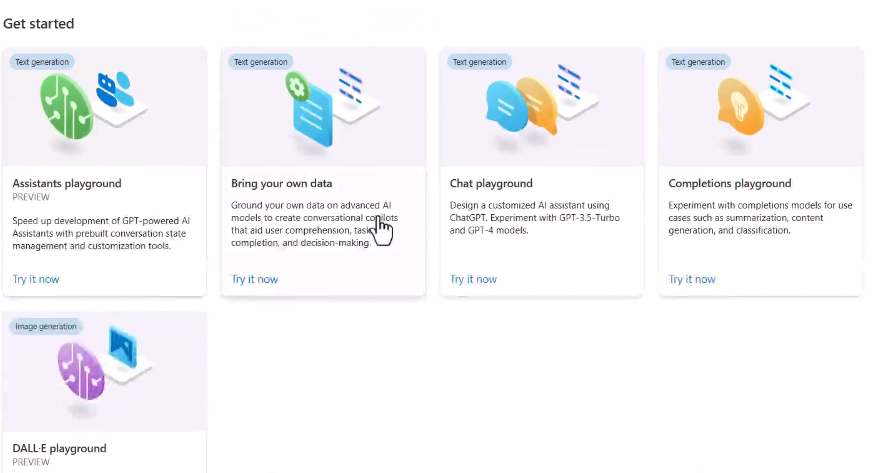 Get started
Text generation
Assistants playground
PREVIEW
Speed up development of GPT-powered AI
Assistants with prebuilt conversation state
management and customization tools.
Try it now
Text generation
Bring your own data
Ground your own data on advanced AI
models to create conversational copilots
that aid user comprehension, task
completion, and decision-making.
Try it now
Text generation
Chat playground
Design a customized AI assistant using
ChatGPT. Experiment with GPT-3.5-Turbo
and GPT-4 models.
Try it now
Text generation
Completions playground
Experiment with completions models for use
cases such as summarization, content
generation, and classification.
Try it now
Image generation
DALL·E playground
PREVIEW